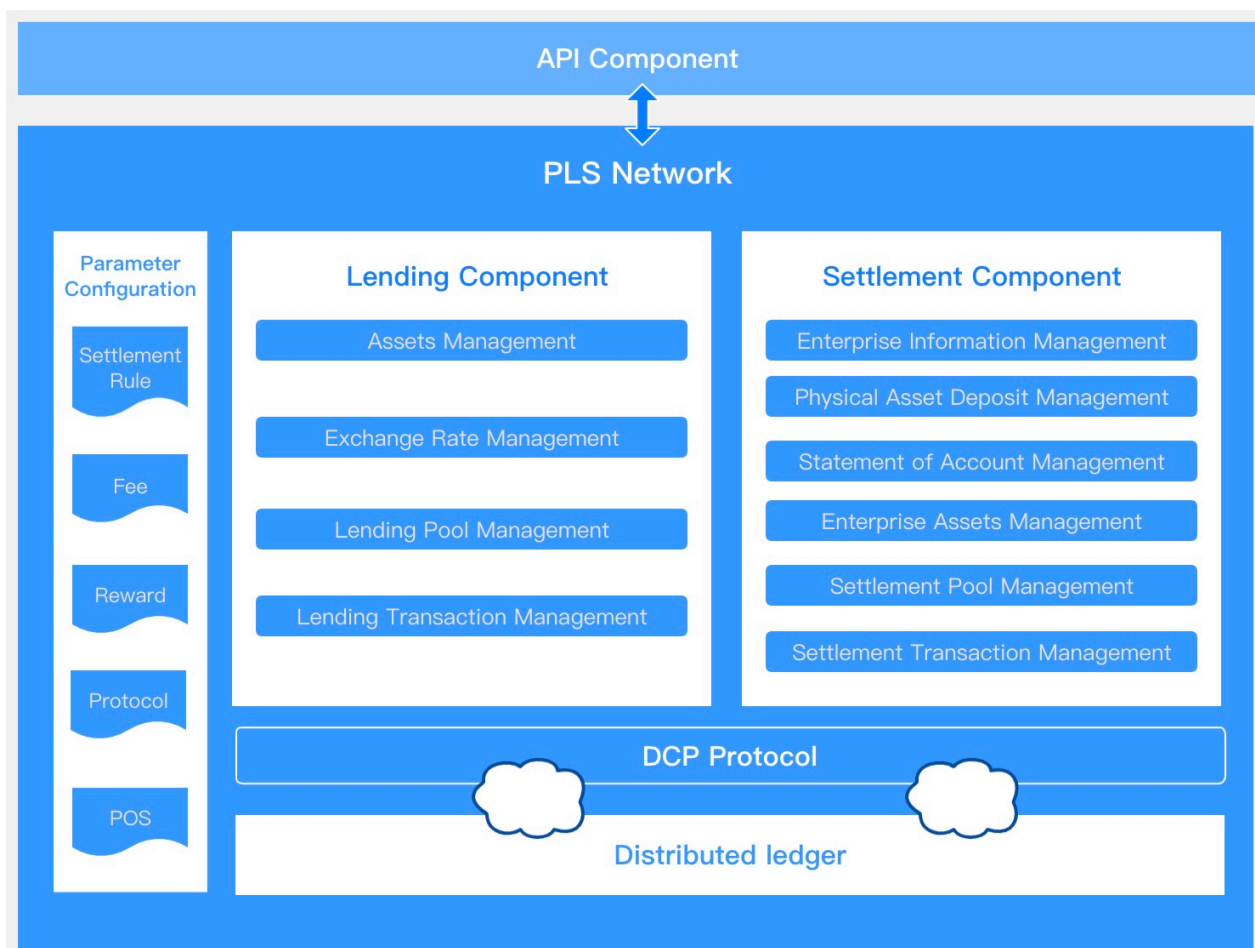 API Component
PLS Network
Parameter
Configuration
Settlement
Rule
Fee
Reward
Protocol
POS
Lending Component
Assets Management
Exchange Rate Management
Lending Pool Management
Lending Transaction Management
Settlement Component
Enterprise Information Management
Physical Asset Deposit Management
Statement of Account Management
Enterprise Assets Management
Settlement Pool Management
Settlement Transaction Management
DCP Protocol
Distributed ledger